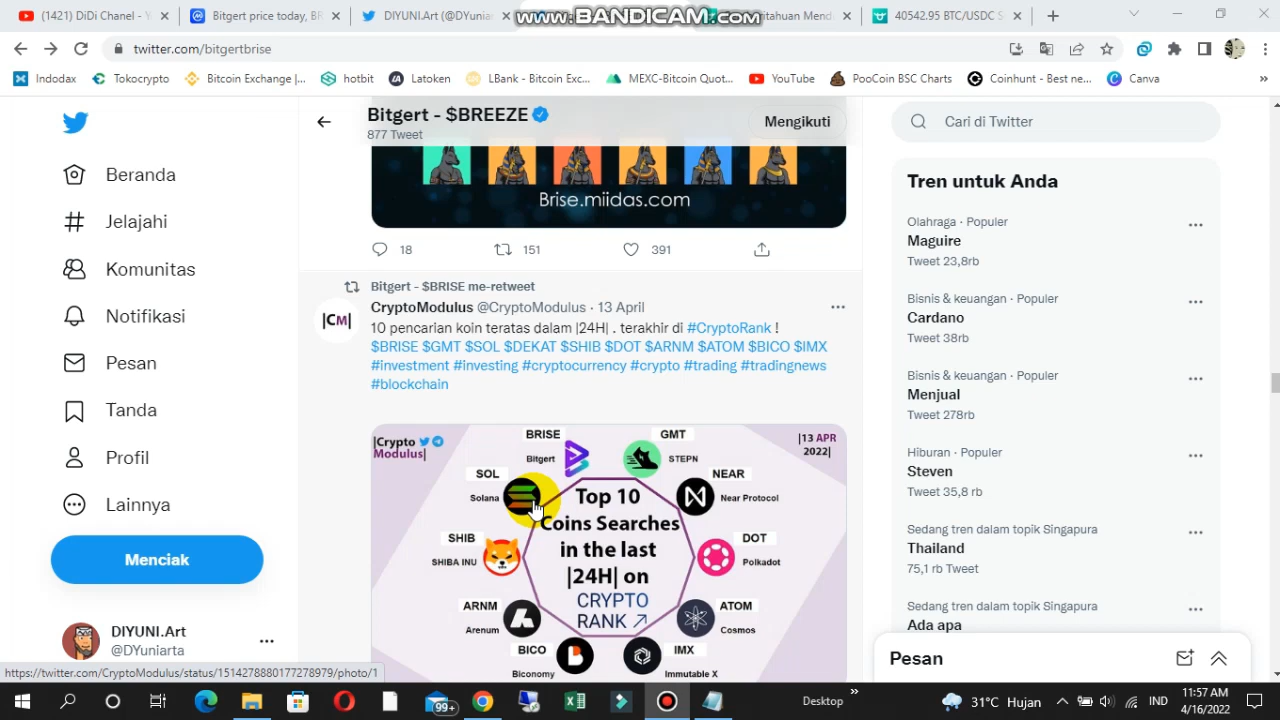 (1421) DiDi Chanel - Y
Bitgert price today, BR
DIYUNI.Art (@DYunia
itahuan Mend
40542.95 BTC/USDC S
www.BANDICAM.com
twitter.com/bitgertbrise
Indodax
Tokocrypto
Bitcoin Exchange |...
hotbit
Latoken
LBank - Bitcoin Exc...
MEXC-Bitcoin Quot...
YouTube
PooCoin BSC Charts
Coinhunt - Best ne...
Canva
Beranda
Jelajahi
Komunitas
Notifikasi
Pesan
Tanda
Profil
Lainnya
Menciak
DIYUNI.Art
@DYuniarta
Bitgert - $BREEZE
877 Tweet
Mengikuti
Brise.miidas.com
18
151
391
Bitgert - $BRISE me-retweet
CryptoModulus @CryptoModulus · 13 April
10 pencarian koin teratas dalam |24H| . terakhir di #CryptoRank !
$BRISE $GMT $SOL $DEKAT $SHIB $DOT $ARNM $ATOM $BICO $IMX
#investment #investing #cryptocurrency #crypto #trading #tradingnews
#blockchain
|CM|
|Crypto
Modulus|
|13 APR
2022|
BRISE
Bitgert
GMT
STEPN
SOL
Solana
NEAR
Near Protocol
SHIB
SHIBA INU
DOT
Polkadot
ARNM
Arenum
ATOM
Cosmos
BICO
Biconomy
IMX
Immutable X
Top 10
Coins Searches
in the last
|24H| on
CRYPTO
RANK
Cari di Twitter
Tren untuk Anda
Olahraga · Populer
Maguire
Tweet 23,8rb
Bisnis & keuangan · Populer
Cardano
Tweet 38rb
Bisnis & keuangan · Populer
Menjual
Tweet 278rb
Hiburan · Populer
Steven
Tweet 35,8 rb
Sedang tren dalam topik Singapura
Thailand
75,1 rb Tweet
Sedang tren dalam topik Singapura
Ada apa
Pesan
https://twitter.com/CryptoModulus/status/1514278880177278979/photo/1
99+
Desktop
31°C Hujan
IND
11:57 AM
4/16/2022